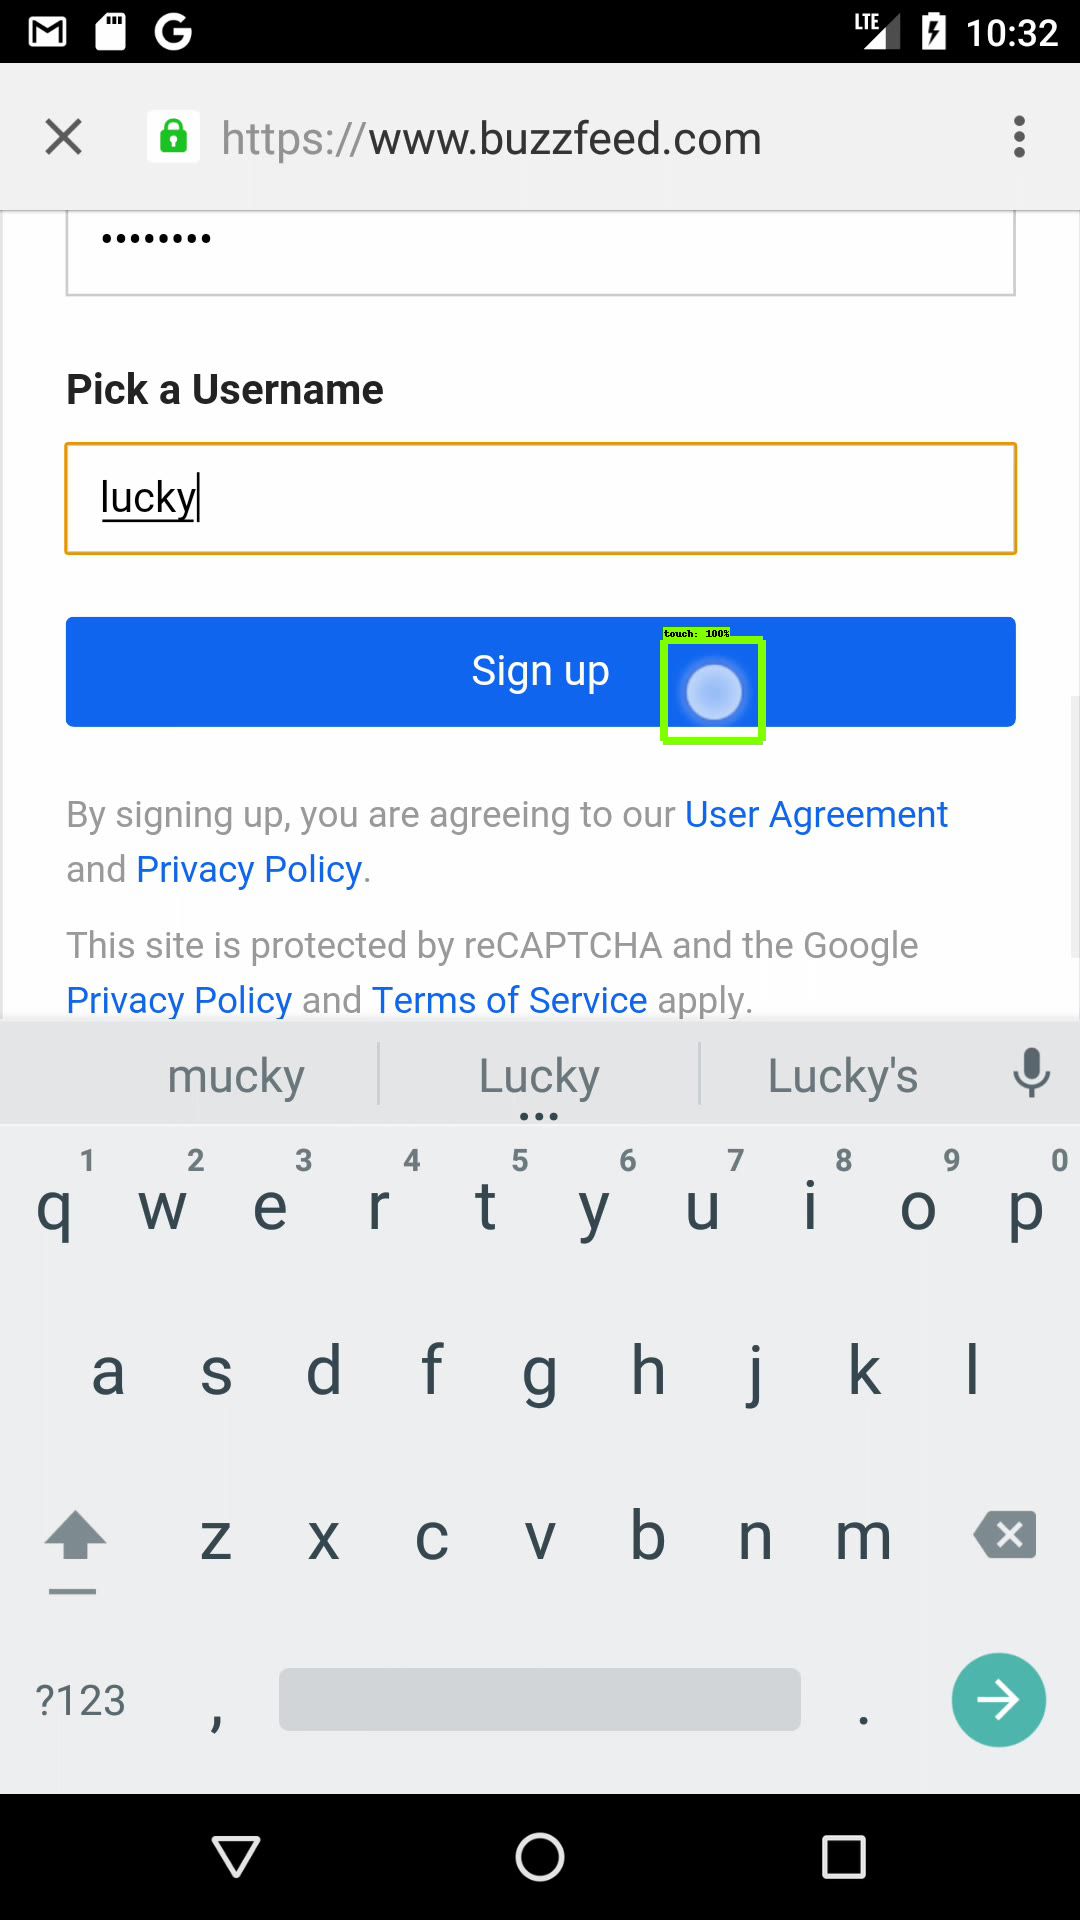 LTE 10:32
https://www.buzzfeed.com
••••••••
Pick a Username
lucky
touch: 100%
Sign up
By signing up, you are agreeing to our User Agreement
and Privacy Policy.
This site is protected by reCAPTCHA and the Google
Privacy Policy and Terms of Service apply.
mucky Lucky Lucky's
1 2 3 4 5 6 7 8 9 0
q w e r t y u i o p
a s d f g h j k l
z x c v b n m
?123 , .